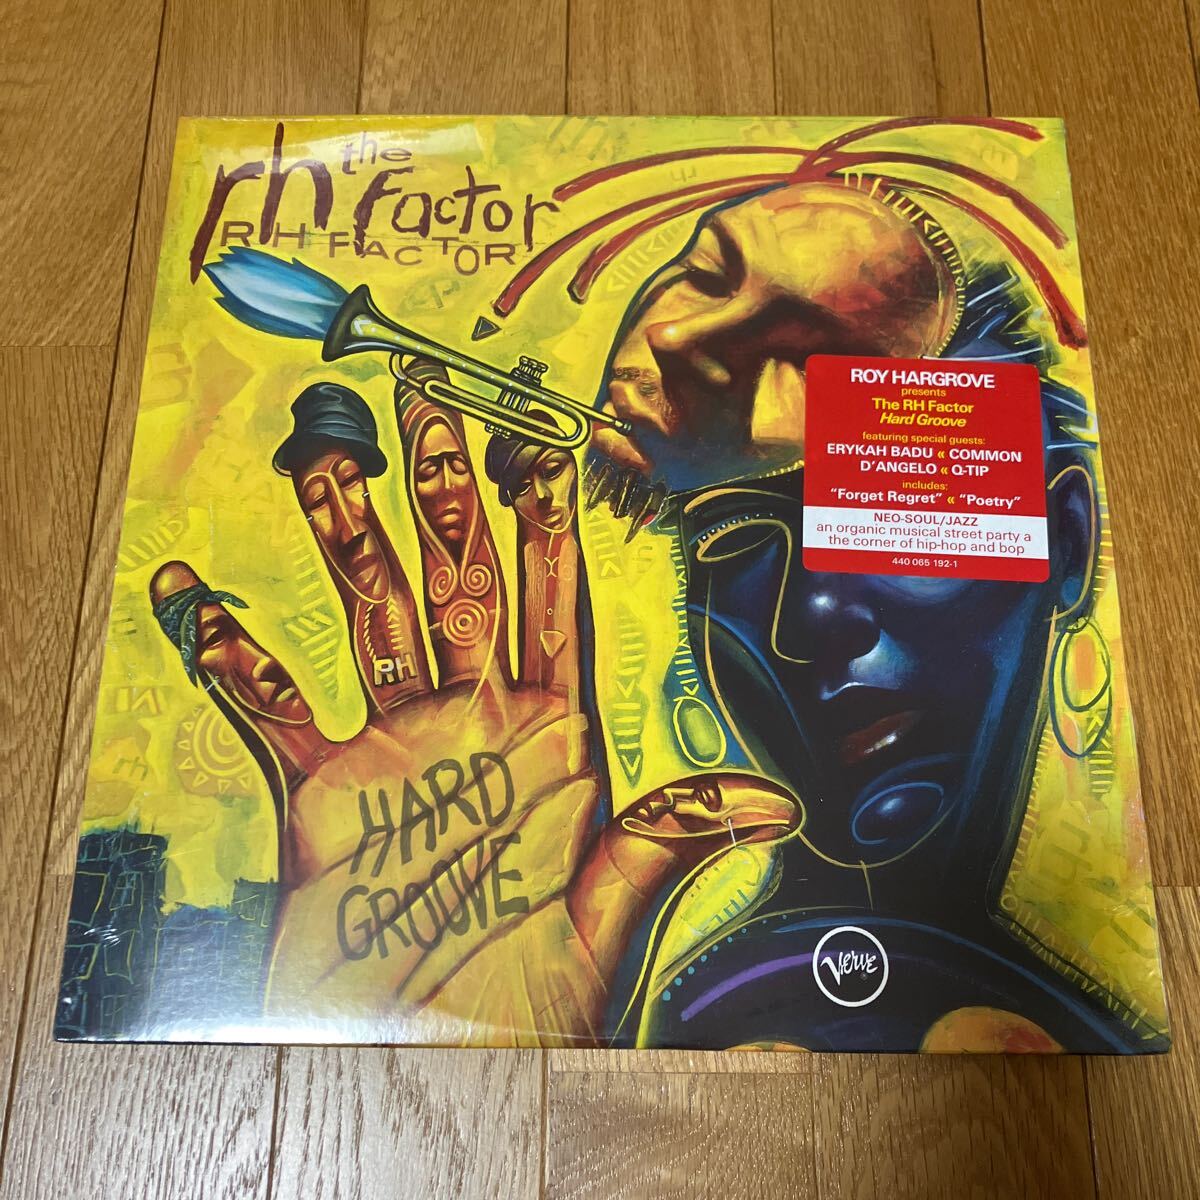 the
rh Factor
RH FACTOR
ROY HARGROVE
presents
The RH Factor
Hard Groove
featuring special guests:
ERYKAH BADU « COMMON
D'ANGELO « Q-TIP
includes:
"Forget Regret" « "Poetry"
NEO-SOUL/JAZZ
an organic musical street party a
the corner of hip-hop and bop
440 065 192-1
RH
rh
HARD
GROOVE
Verve